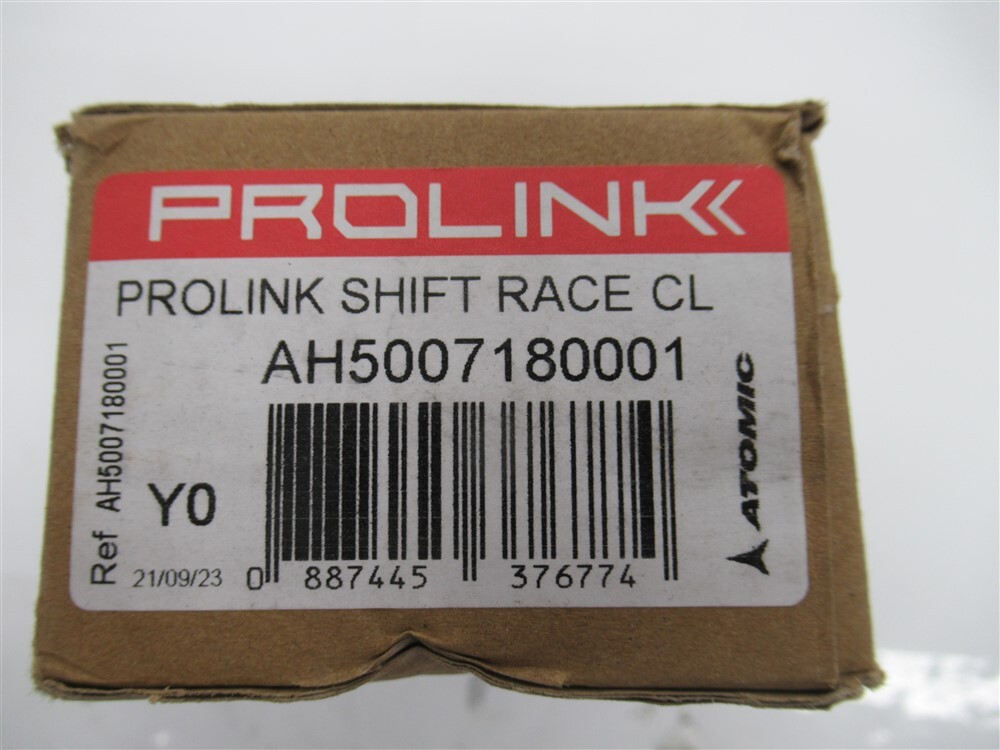 PROLINK
PROLINK SHIFT RACE CL
AH5007180001
Ref AH5007180001
Y0
21/09/23
0 887445 376774
ATOMIC